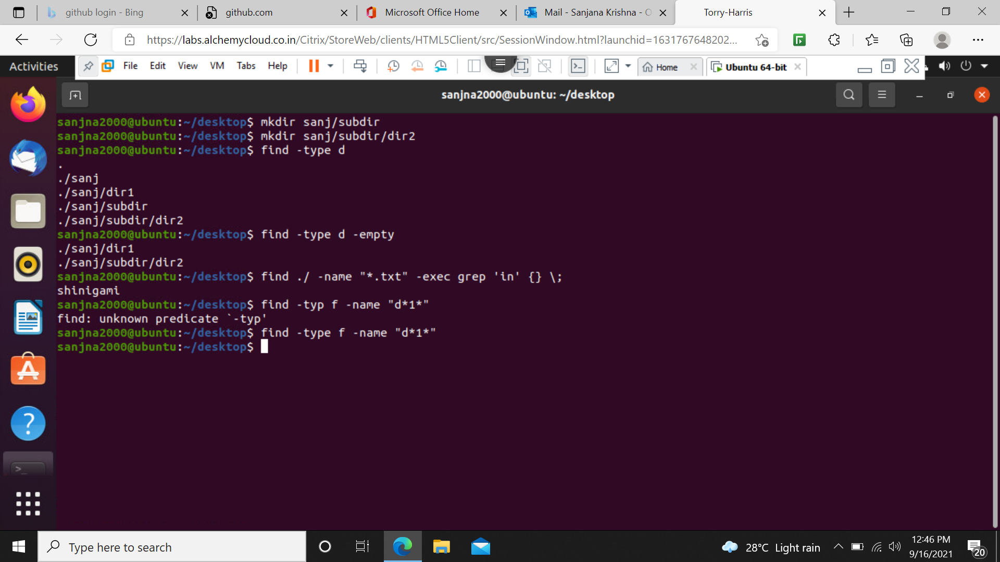 github login - Bing
github.com
Microsoft Office Home
Mail - Sanjana Krishna - O
Torry-Harris
https://labs.alchemycloud.co.in/Citrix/StoreWeb/clients/HTML5Client/src/SessionWindow.html?launchid=1631767648202...
Activities
File Edit View VM Tabs Help
Home
Ubuntu 64-bit
sanjna2000@ubuntu: ~/desktop
sanjna2000@ubuntu:~/desktop$ mkdir sanj/subdir
sanjna2000@ubuntu:~/desktop$ mkdir sanj/subdir/dir2
sanjna2000@ubuntu:~/desktop$ find -type d
.
./sanj
./sanj/dir1
./sanj/subdir
./sanj/subdir/dir2
sanjna2000@ubuntu:~/desktop$ find -type d -empty
./sanj/dir1
./sanj/subdir/dir2
sanjna2000@ubuntu:~/desktop$ find ./ -name "*.txt" -exec grep 'in' {} \;
shinigami
sanjna2000@ubuntu:~/desktop$ find -typ f -name "d*1*"
find: unknown predicate `-typ'
sanjna2000@ubuntu:~/desktop$ find -type f -name "d*1*"
sanjna2000@ubuntu:~/desktop$
Type here to search
28°C Light rain
12:46 PM
9/16/2021
20